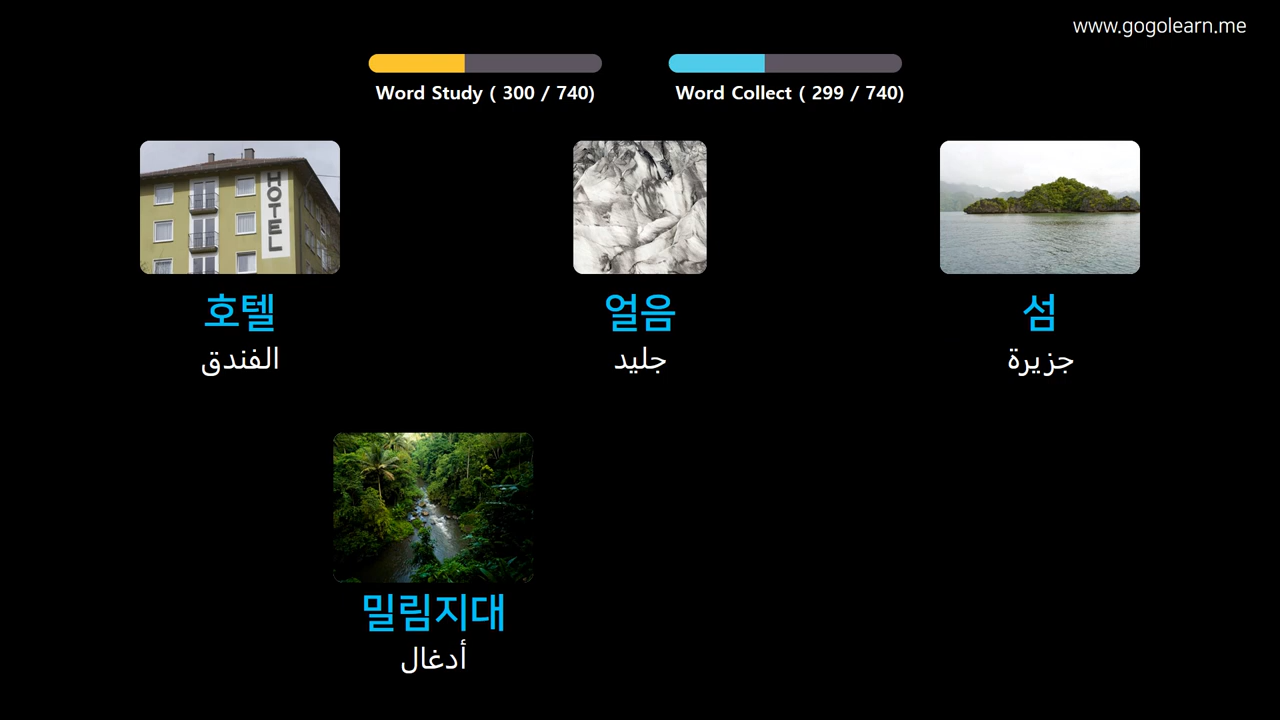 www.gogolearn.me
Word Study ( 300 / 740)
Word Collect ( 299 / 740)
HOTEL
호텔
얼음
섬
الفندق
جليد
جزيرة
밀림지대
أدغال